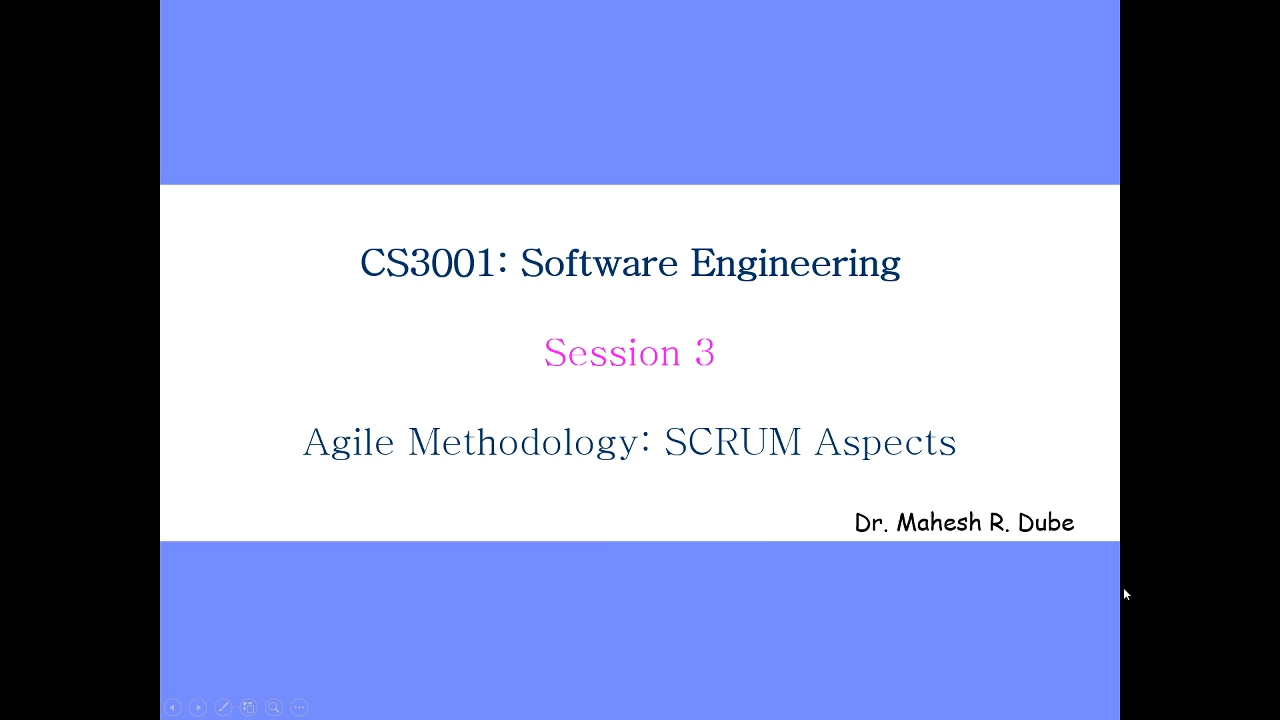 CS3001: Software Engineering
Session 3
Agile Methodology: SCRUM Aspects
Dr. Mahesh R. Dube